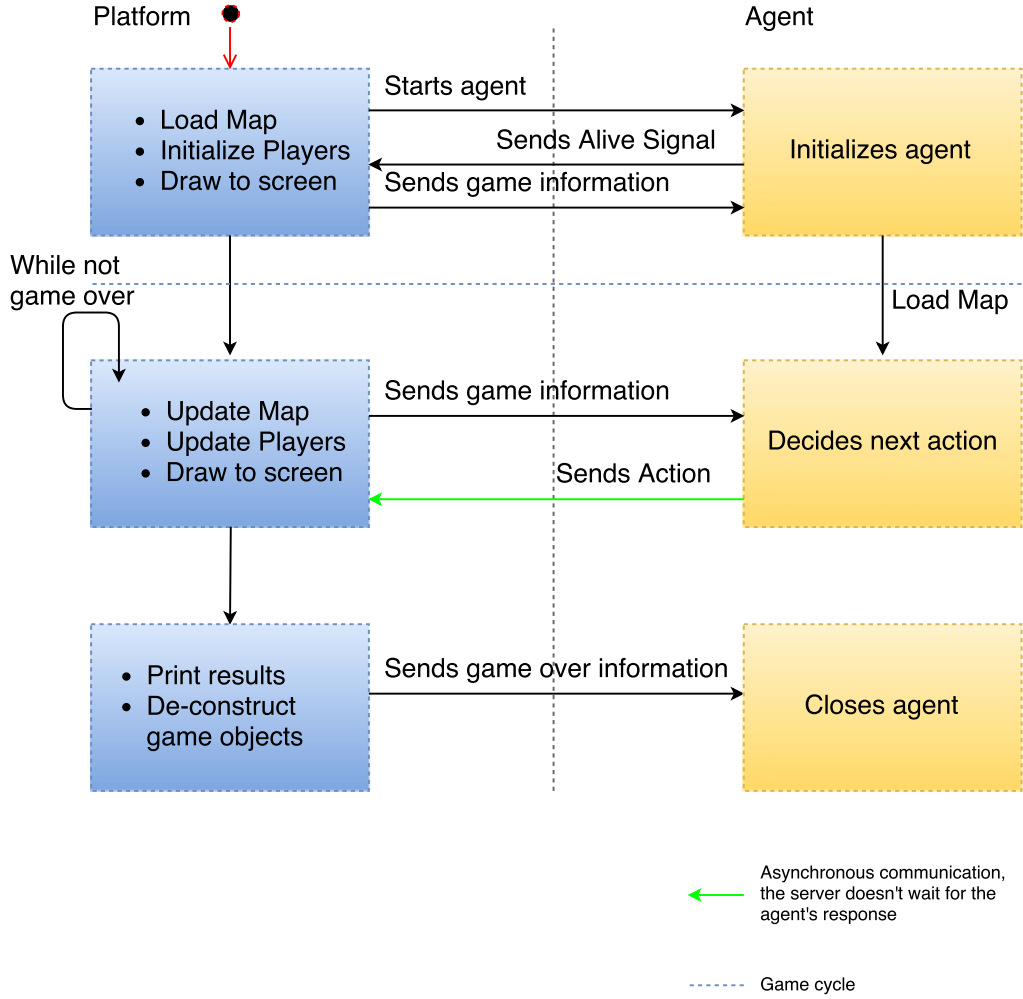 Platform
Agent
• Load Map
• Initialize Players
• Draw to screen
Starts agent
Sends Alive Signal
Sends game information
Initializes agent
While not
game over
Load Map
• Update Map
• Update Players
• Draw to screen
Sends game information
Sends Action
Decides next action
• Print results
• De-construct
game objects
Sends game over information
Closes agent
Asynchronous communication,
the server doesn't wait for the
agent's response
Game cycle